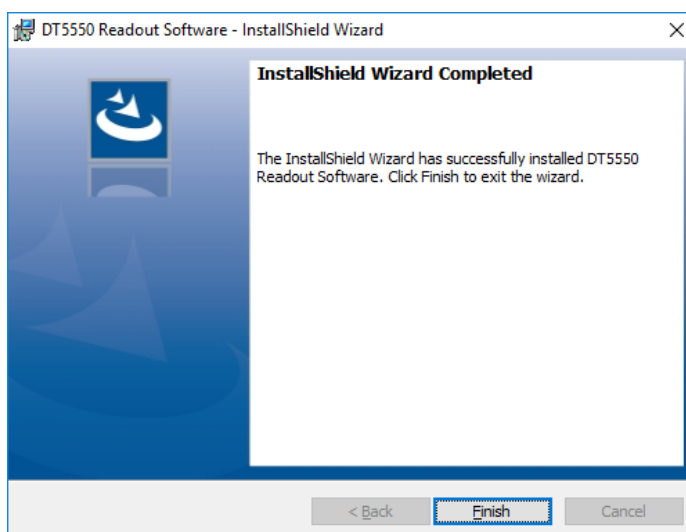 DT5550 Readout Software - InstallShield Wizard
InstallShield Wizard Completed
The InstallShield Wizard has successfully installed DT5550
Readout Software. Click Finish to exit the wizard.
< Back
Finish
Cancel